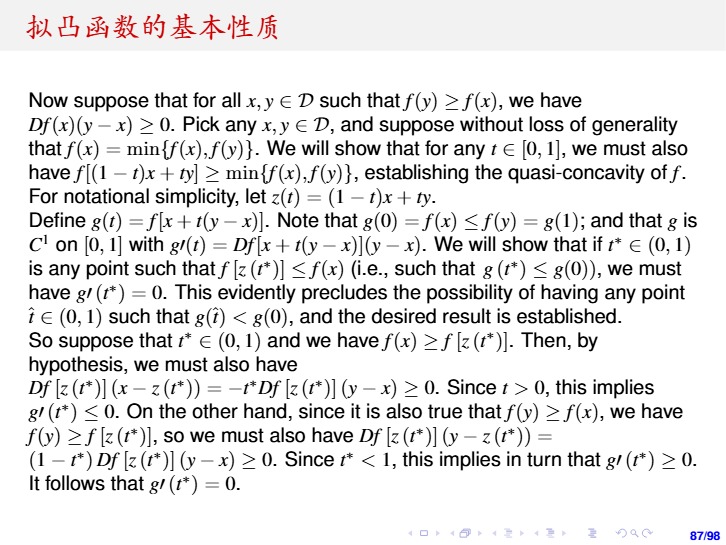 拟凸函数的基本性质
Now suppose that for all x, y ∈ D such that f(y) ≥ f(x), we have
Df(x)(y − x) ≥ 0. Pick any x, y ∈ D, and suppose without loss of generality
that f(x) = min{f(x), f(y)}. We will show that for any t ∈ [0, 1], we must also
have f[(1 − t)x + ty] ≥ min{f(x), f(y)}, establishing the quasi-concavity of f.
For notational simplicity, let z(t) = (1 − t)x + ty.
Define g(t) = f[x + t(y − x)]. Note that g(0) = f(x) ≤ f(y) = g(1); and that g is
C¹ on [0, 1] with g′(t) = Df[x + t(y − x)](y − x). We will show that if t* ∈ (0, 1)
is any point such that f [z (t*)] ≤ f(x) (i.e., such that g (t*) ≤ g(0)), we must
have g′ (t*) = 0. This evidently precludes the possibility of having any point
t̂ ∈ (0, 1) such that g(t̂) < g(0), and the desired result is established.
So suppose that t* ∈ (0, 1) and we have f(x) ≥ f [z (t*)]. Then, by
hypothesis, we must also have
Df [z (t*)] (x − z (t*)) = −t*Df [z (t*)] (y − x) ≥ 0. Since t > 0, this implies
g′ (t*) ≤ 0. On the other hand, since it is also true that f(y) ≥ f(x), we have
f(y) ≥ f [z (t*)], so we must also have Df [z (t*)] (y − z (t*)) =
(1 − t*) Df [z (t*)] (y − x) ≥ 0. Since t* < 1, this implies in turn that g′ (t*) ≥ 0.
It follows that g′ (t*) = 0.
87/98